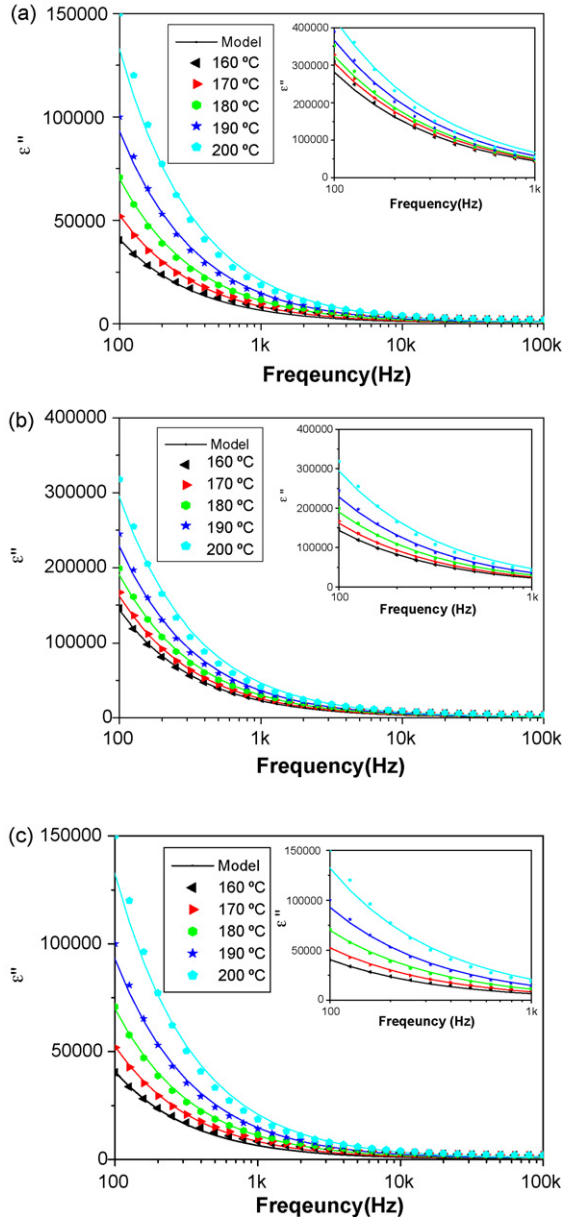 (a)
150000
100000
50000
0
ε''
Model
160 ºC
170 ºC
180 ºC
190 ºC
200 ºC
400000
300000
200000
100000
0
ε''
100
1k
Frequency(Hz)
100
1k
10k
100k
Freqeuncy(Hz)
(b)
400000
300000
200000
100000
0
ε''
Model
160 ºC
170 ºC
180 ºC
190 ºC
200 ºC
400000
300000
200000
100000
0
ε''
100
1k
Frequency (Hz)
100
1k
10k
100k
Frequency(Hz)
(c)
150000
100000
50000
0
ε''
Model
160 ºC
170 ºC
180 ºC
190 ºC
200 ºC
150000
100000
50000
0
ε''
100
1k
Frequency (Hz)
100
1k
10k
100k
Freqeuncy(Hz)